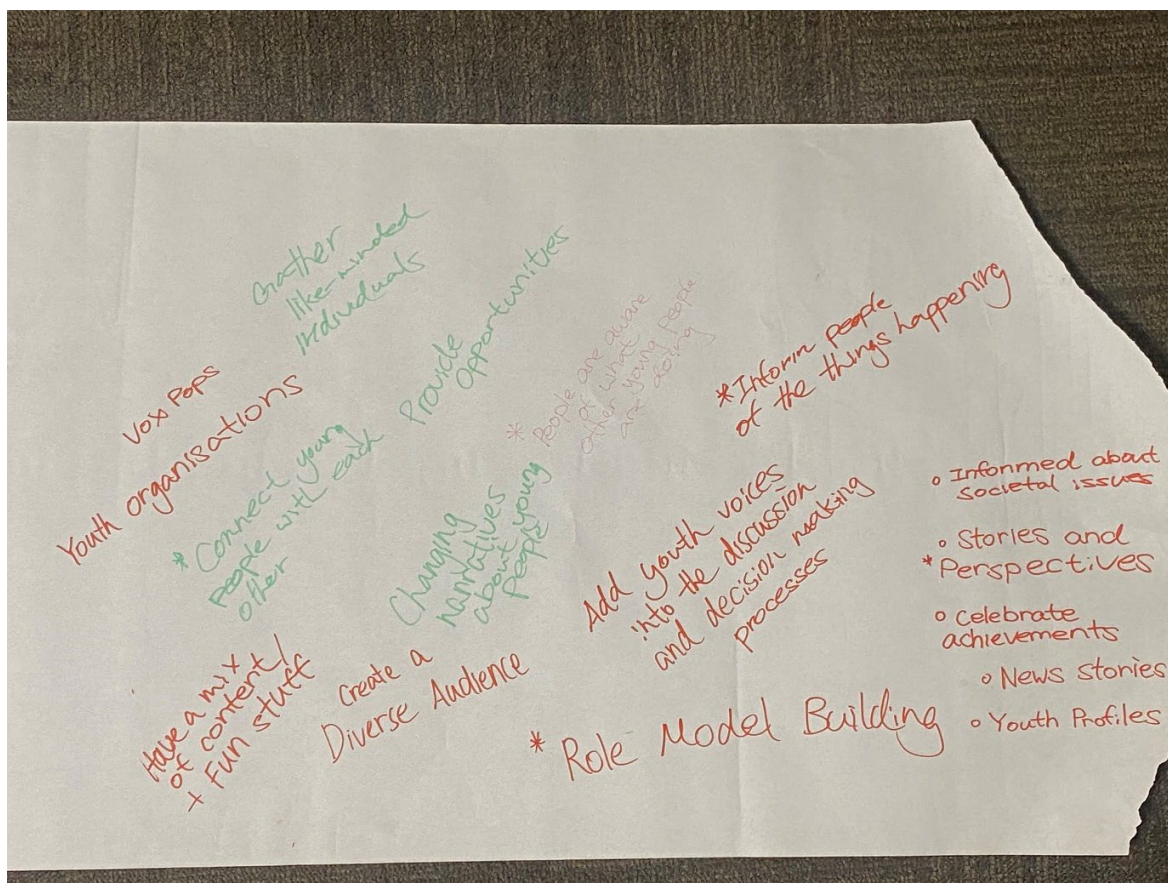 Gather
like-minded
individuals
Vox Pops
Youth organisations
* Connect young
people with each
other
Provide
opportunities
* People are aware
of what
other young people
are doing
* Inform people
of the things happening
Changing
narratives
about young
people
Add youth voices
into the discussion
and decision making
processes
Have a mix
of content/
+ Fun stuff
Create a
Diverse Audience
* Role Model Building
o Informed about
societal issues
o Stories and
* Perspectives
o Celebrate
achievements
o News stories
o Youth Profiles